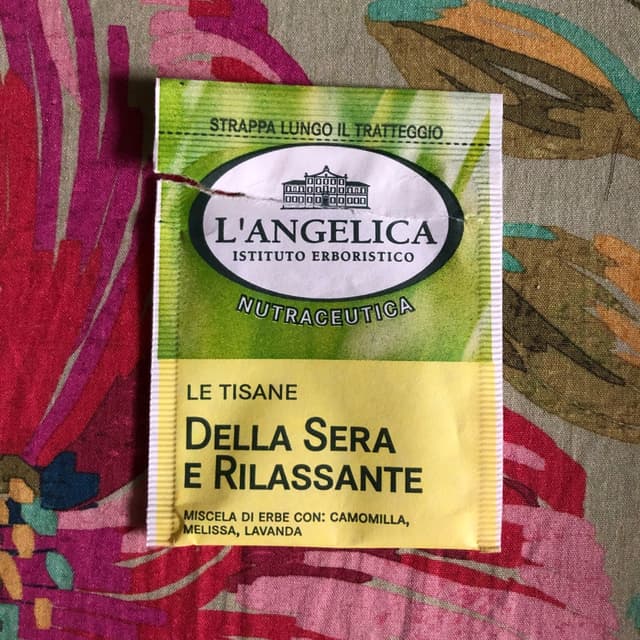 STRAPPA LUNGO IL TRATTEGGIO
L'ANGELICA
ISTITUTO ERBORISTICO
NUTRACEUTICA
LE TISANE
DELLA SERA
E RILASSANTE
MISCELA DI ERBE CON: CAMOMILLA,
MELISSA, LAVANDA